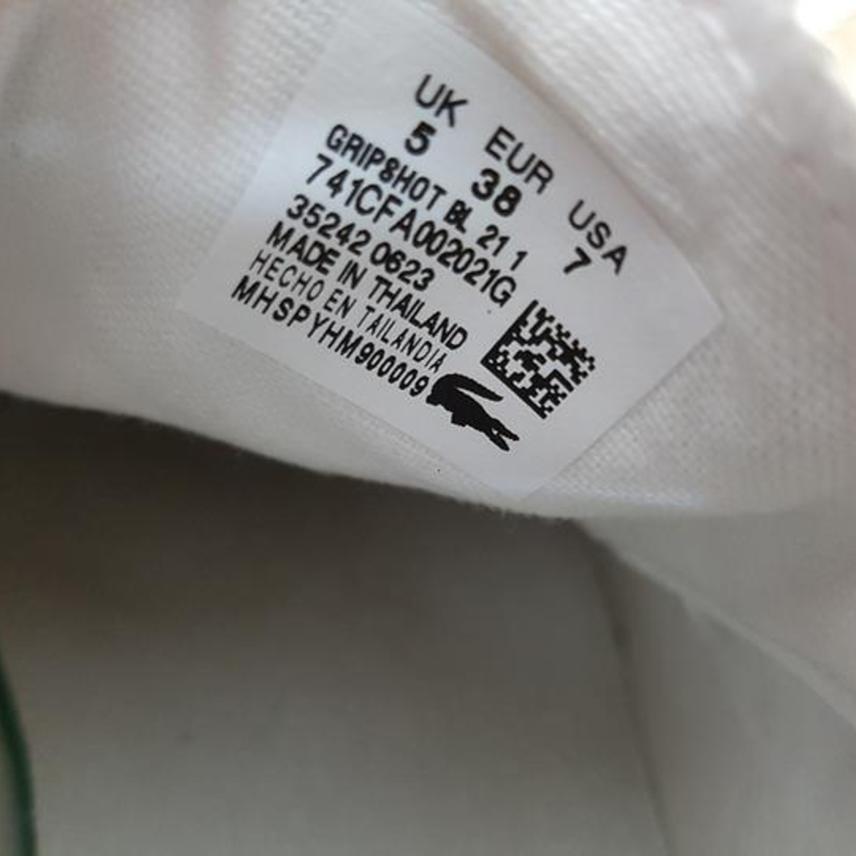 UK EUR USA
5 38 7
GRIPSHOT BL 21 1
741CFA002021G
35242 0623
MADE IN THAILAND
HECHO EN TAILANDIA
MHSPYHM900009